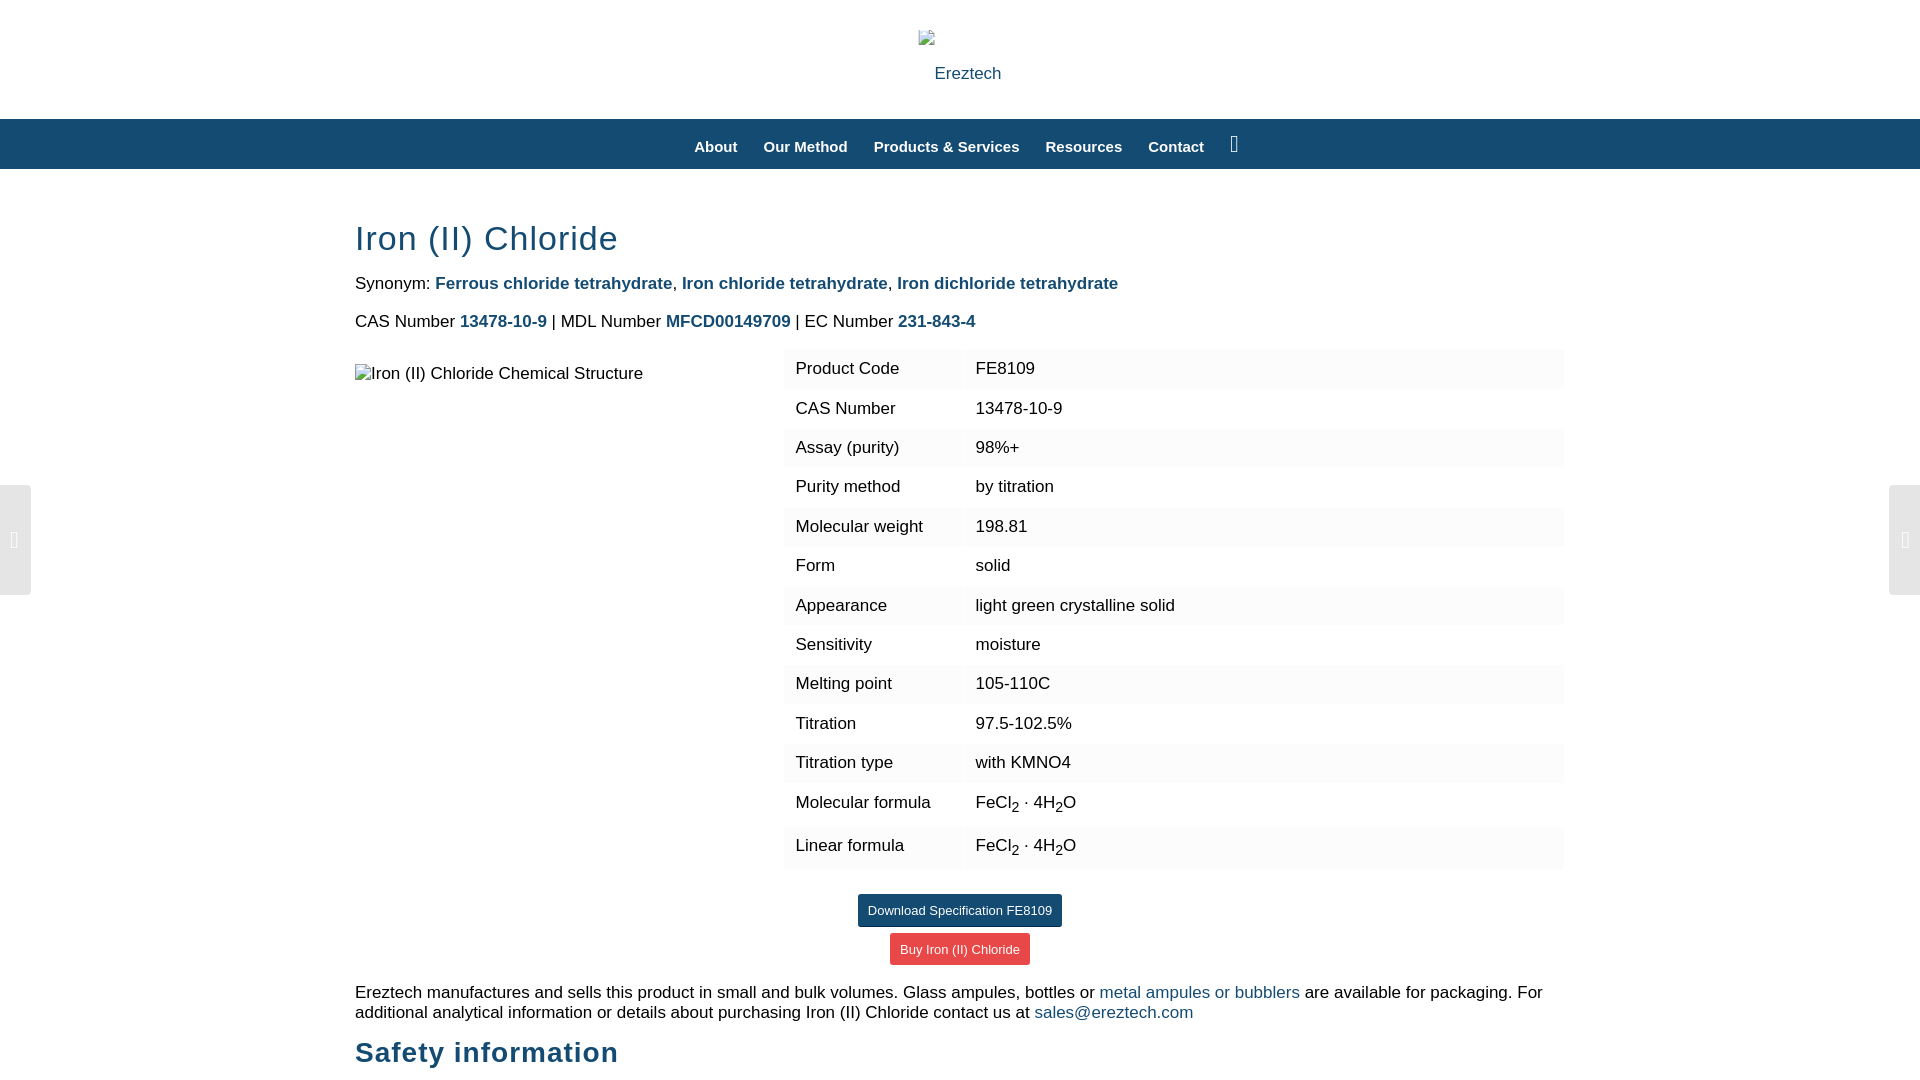 Ereztech
About Our Method Products & Services Resources Contact
Iron (II) Chloride
Synonym: Ferrous chloride tetrahydrate, Iron chloride tetrahydrate, Iron dichloride tetrahydrate
CAS Number 13478-10-9 | MDL Number MFCD00149709 | EC Number 231-843-4
Iron (II) Chloride Chemical Structure
Product Code FE8109
CAS Number 13478-10-9
Assay (purity) 98%+
Purity method by titration
Molecular weight 198.81
Form solid
Appearance light green crystalline solid
Sensitivity moisture
Melting point 105-110C
Titration 97.5-102.5%
Titration type with KMNO4
Molecular formula FeCl₂ · 4H₂O
Linear formula FeCl₂ · 4H₂O
Download Specification FE8109
Buy Iron (II) Chloride
Ereztech manufactures and sells this product in small and bulk volumes. Glass ampules, bottles or metal ampules or bubblers are available for packaging. For
additional analytical information or details about purchasing Iron (II) Chloride contact us at sales@ereztech.com
Safety information